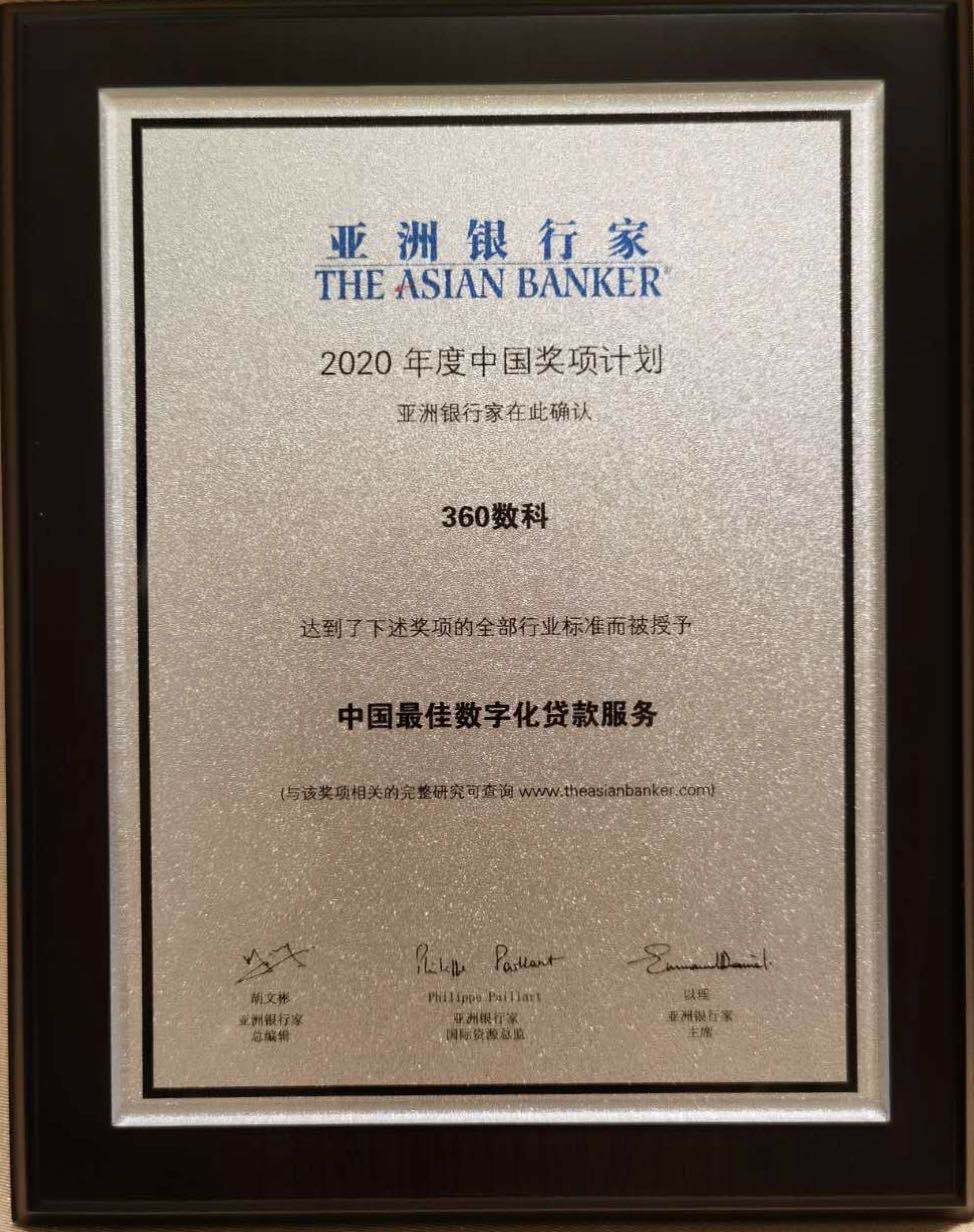 亚洲银行家
THE ASIAN BANKER®
2020 年度中国奖项计划
亚洲银行家在此确认
360数科
达到了下述奖项的全部行业标准而被授予
中国最佳数字化贷款服务
(与该奖项相关的完整研究可查询 www.theasianbanker.com)
Philippe Paillart
EmmanuelDaniel
胡文彬
Philippe Paillart
亚洲银行家
亚洲银行家
亚洲银行家
总编辑
国际资源总监
主席